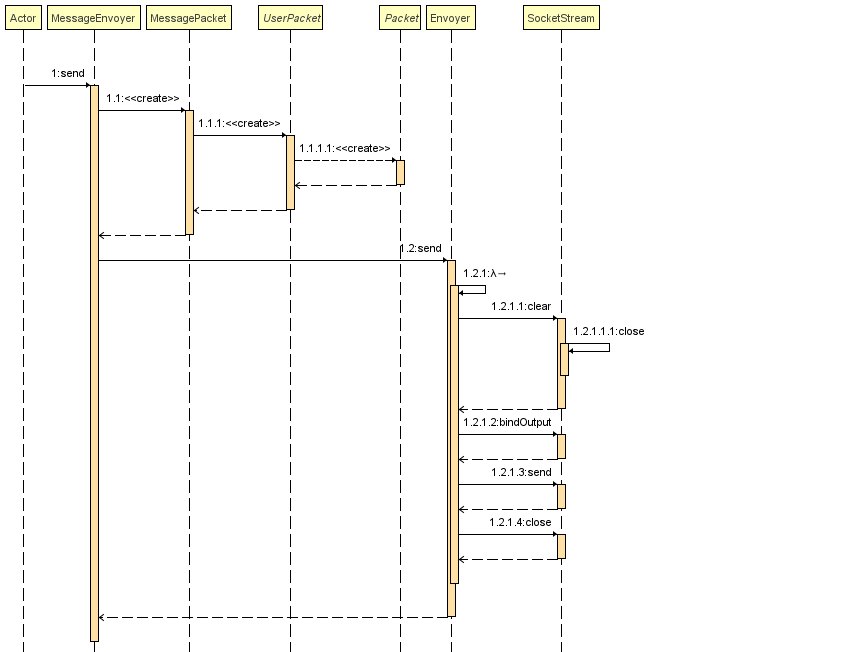 Actor
MessageEnvoyer
MessagePacket
UserPacket
Packet
Envoyer
SocketStream
1:send
1.1:<<create>>
1.1.1:<<create>>
1.1.1.1:<<create>>
1.2:send
1.2.1:λ→
1.2.1.1:clear
1.2.1.1.1:close
1.2.1.2:bindOutput
1.2.1.3:send
1.2.1.4:close